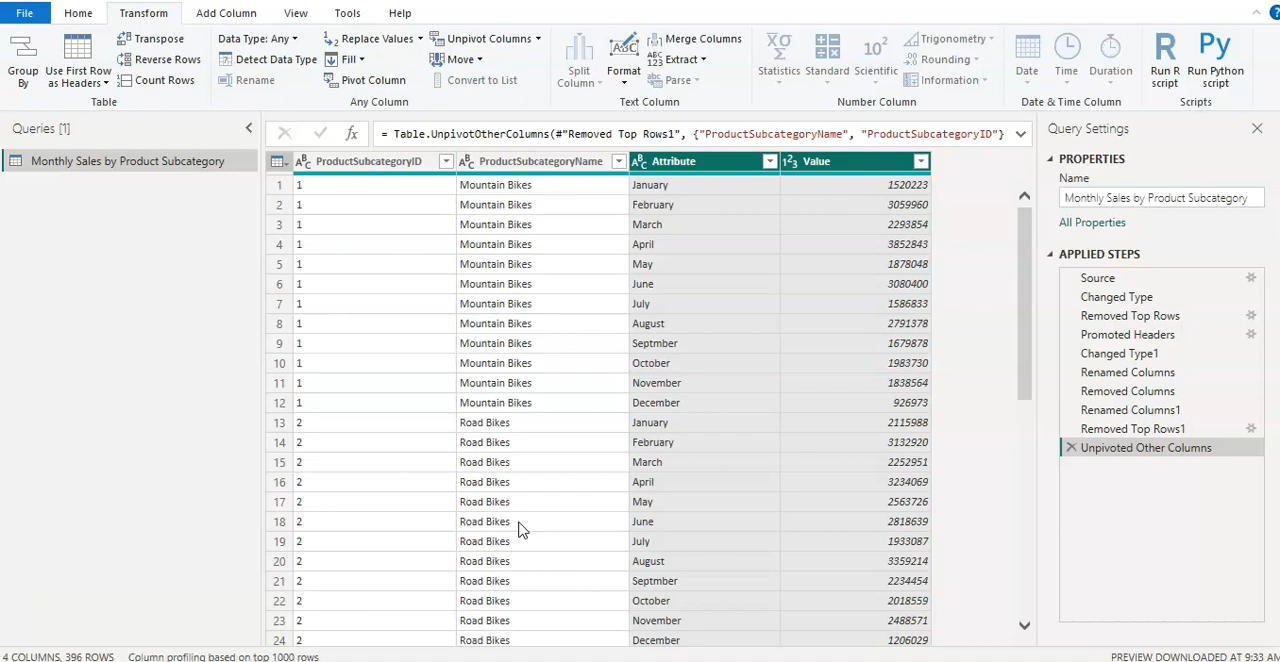 File Home Transform Add Column View Tools Help
Group By
Use First Row as Headers
Transpose
Reverse Rows
Count Rows
Table
Data Type: Any
Detect Data Type
Rename
Replace Values
Fill
Pivot Column
Unpivot Columns
Move
Convert to List
Any Column
Split Column
Format
Merge Columns
Extract
Parse
Text Column
Statistics
Standard
Scientific
Trigonometry
Rounding
Information
Number Column
Date
Time
Duration
Date & Time Column
Run R script
Run Python script
Scripts
Queries [1]
Monthly Sales by Product Subcategory
= Table.UnpivotOtherColumns(#"Removed Top Rows1", {"ProductSubcategoryName", "ProductSubcategoryID"}
ProductSubcategoryID ProductSubcategoryName Attribute Value
1 1 Mountain Bikes January 1520223
2 1 Mountain Bikes February 3059960
3 1 Mountain Bikes March 2293854
4 1 Mountain Bikes April 3852843
5 1 Mountain Bikes May 1878048
6 1 Mountain Bikes June 3080400
7 1 Mountain Bikes July 1586833
8 1 Mountain Bikes August 2791378
9 1 Mountain Bikes Septmber 1679878
10 1 Mountain Bikes October 1983730
11 1 Mountain Bikes November 1838564
12 1 Mountain Bikes December 926973
13 2 Road Bikes January 2115988
14 2 Road Bikes February 3132920
15 2 Road Bikes March 2252951
16 2 Road Bikes April 3234069
17 2 Road Bikes May 2563726
18 2 Road Bikes June 2818639
19 2 Road Bikes July 1933087
20 2 Road Bikes August 3359214
21 2 Road Bikes Septmber 2234454
22 2 Road Bikes October 2018559
23 2 Road Bikes November 2488571
24 2 Road Bikes December 1206029
Query Settings
PROPERTIES
Name
Monthly Sales by Product Subcategory
All Properties
APPLIED STEPS
Source
Changed Type
Removed Top Rows
Promoted Headers
Changed Type1
Renamed Columns
Removed Columns
Renamed Columns1
Removed Top Rows1
Unpivoted Other Columns
4 COLUMNS, 396 ROWS Column profiling based on top 1000 rows
PREVIEW DOWNLOADED AT 9:33 AM